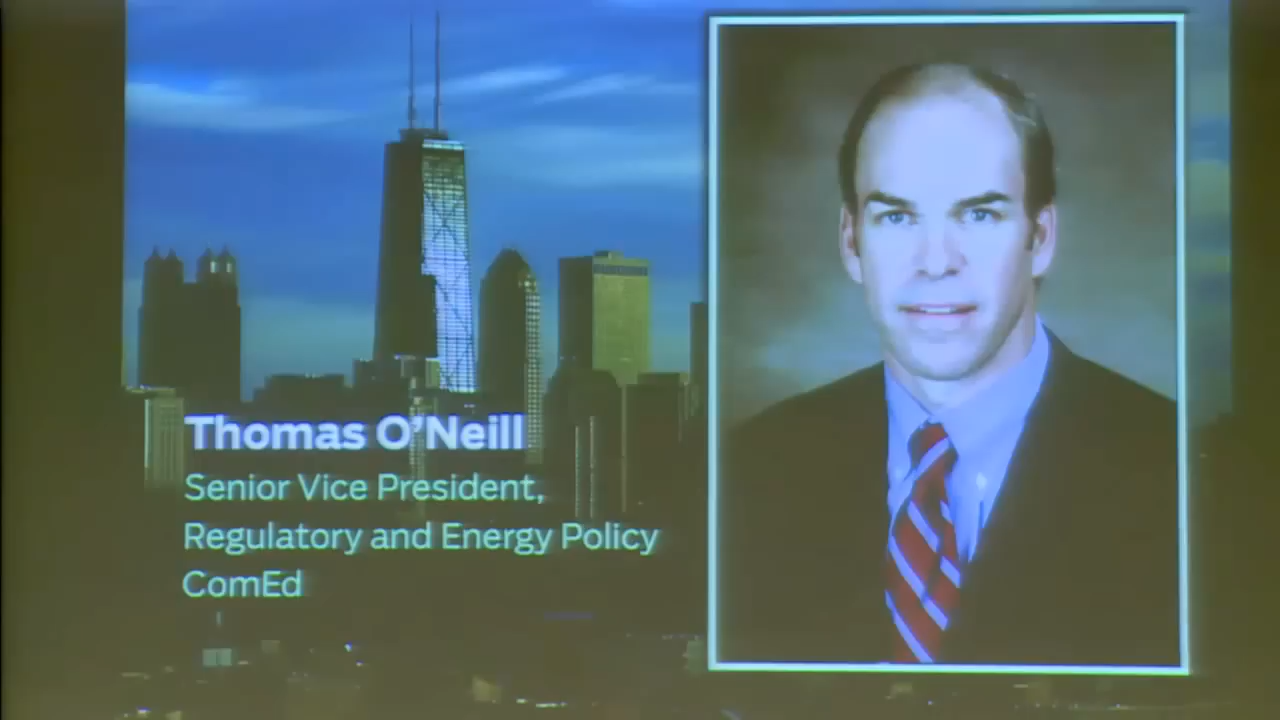 Thomas O'Neill
Senior Vice President,
Regulatory and Energy Policy
ComEd